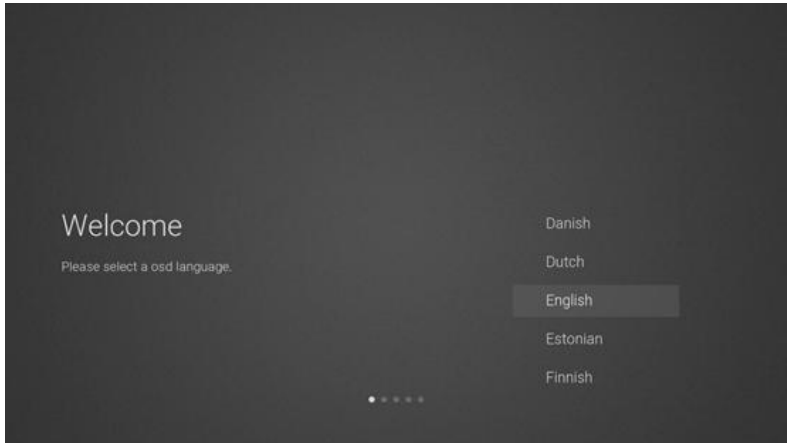 Welcome
Please select a osd language.
Danish
Dutch
English
Estonian
Finnish